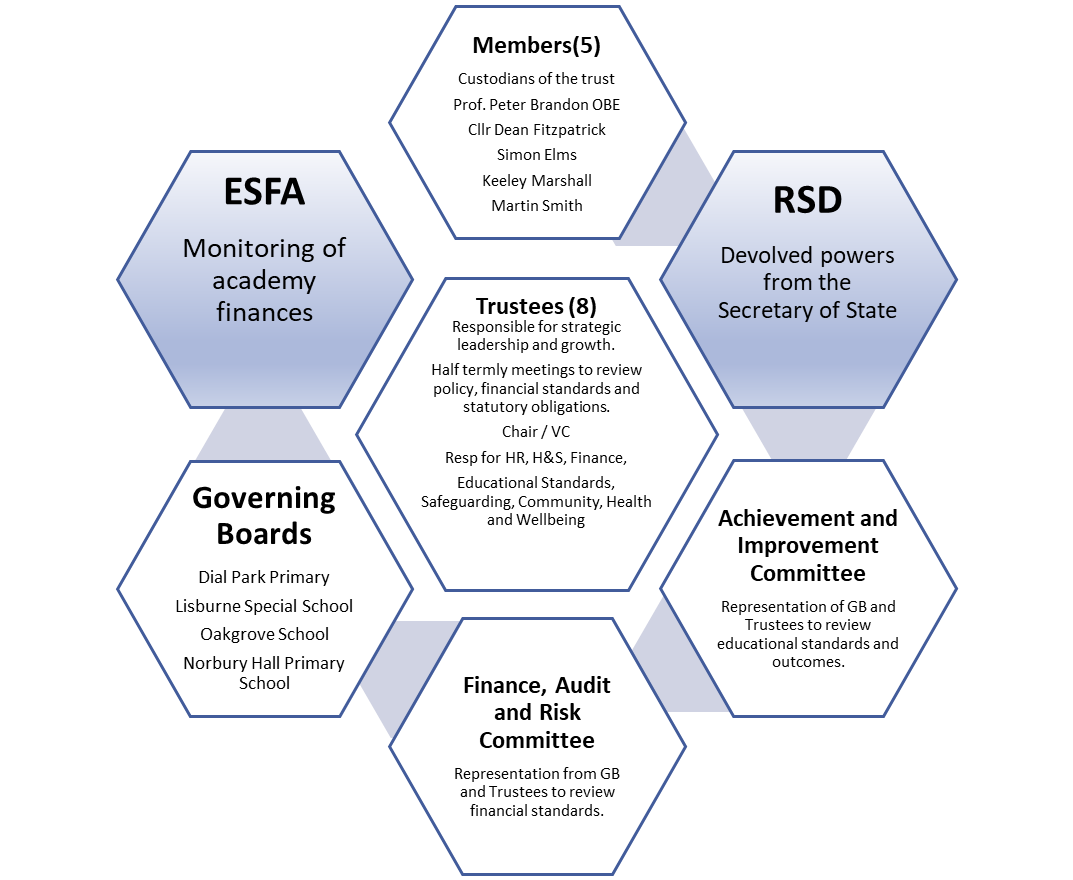 Members(5)
Custodians of the trust
Prof. Peter Brandon OBE
Cllr Dean Fitzpatrick
Simon Elms
Keeley Marshall
Martin Smith
ESFA
Monitoring of
academy
finances
RSD
Devolved powers
from the
Secretary of State
Trustees (8)
Responsible for strategic
leadership and growth.
Half termly meetings to review
policy, financial standards and
statutory obligations.
Chair / VC
Resp for HR, H&S, Finance,
Educational Standards,
Safeguarding, Community, Health
and Wellbeing
Governing
Boards
Dial Park Primary
Lisburne Special School
Oakgrove School
Norbury Hall Primary
School
Achievement and
Improvement
Committee
Representation of GB and
Trustees to review
educational standards and
outcomes.
Finance, Audit
and Risk
Committee
Representation from GB
and Trustees to review
financial standards.